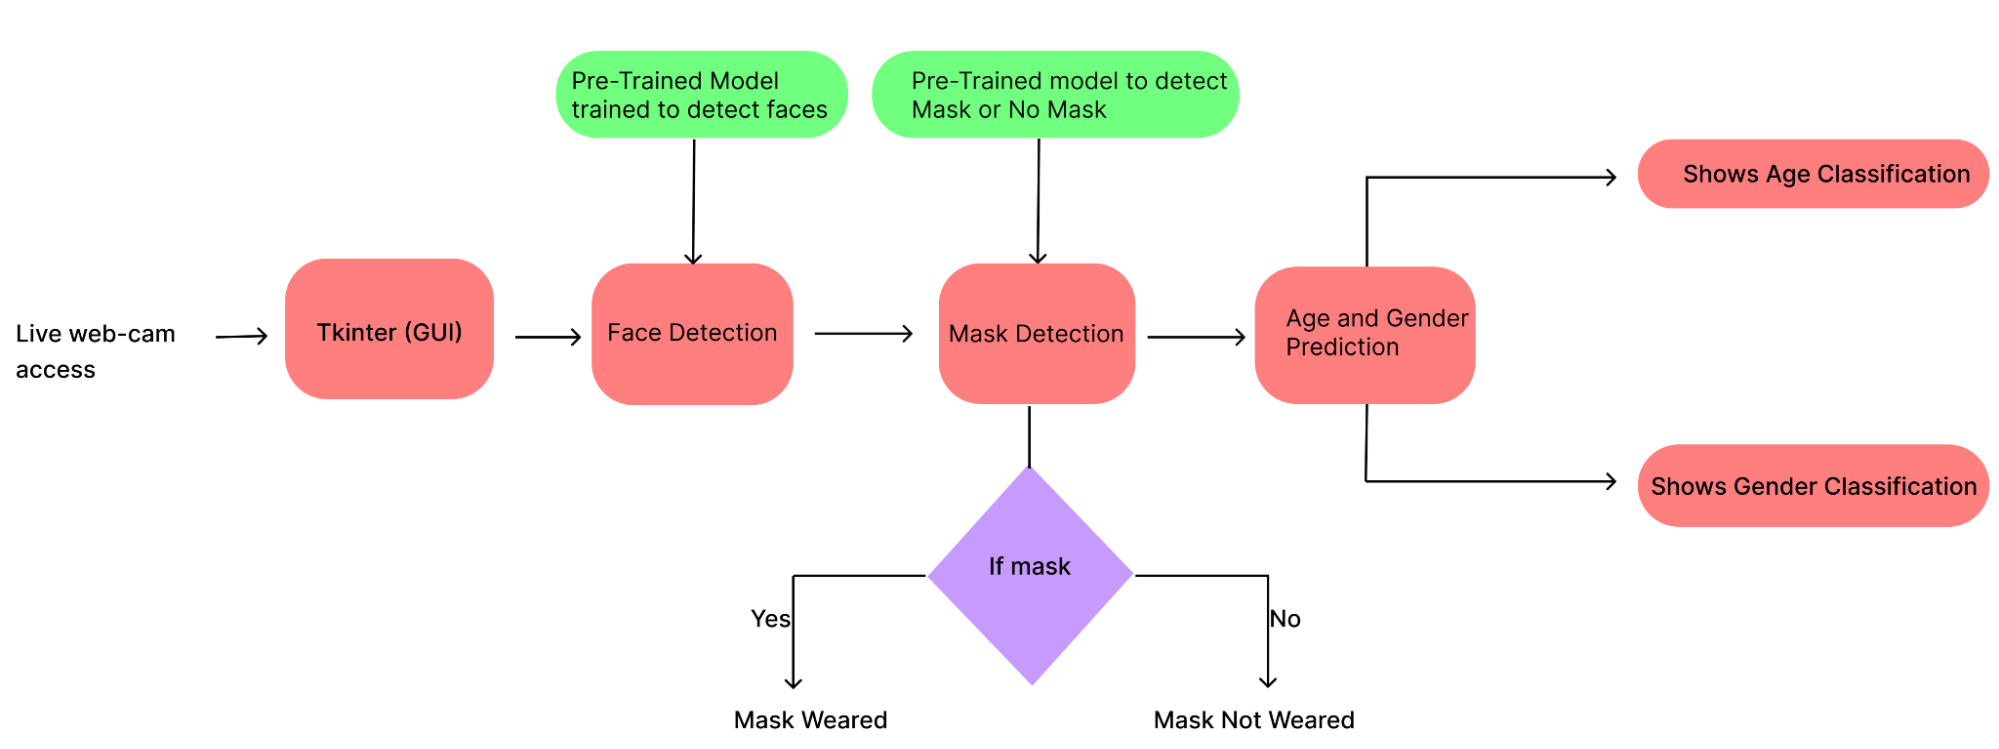 Pre-Trained Model
trained to detect faces
Pre-Trained model to detect
Mask or No Mask
Shows Age Classification
Live web-cam
access
Tkinter (GUI)
Face Detection
Mask Detection
Age and Gender
Prediction
Shows Gender Classification
If mask
Yes
No
Mask Weared
Mask Not Weared